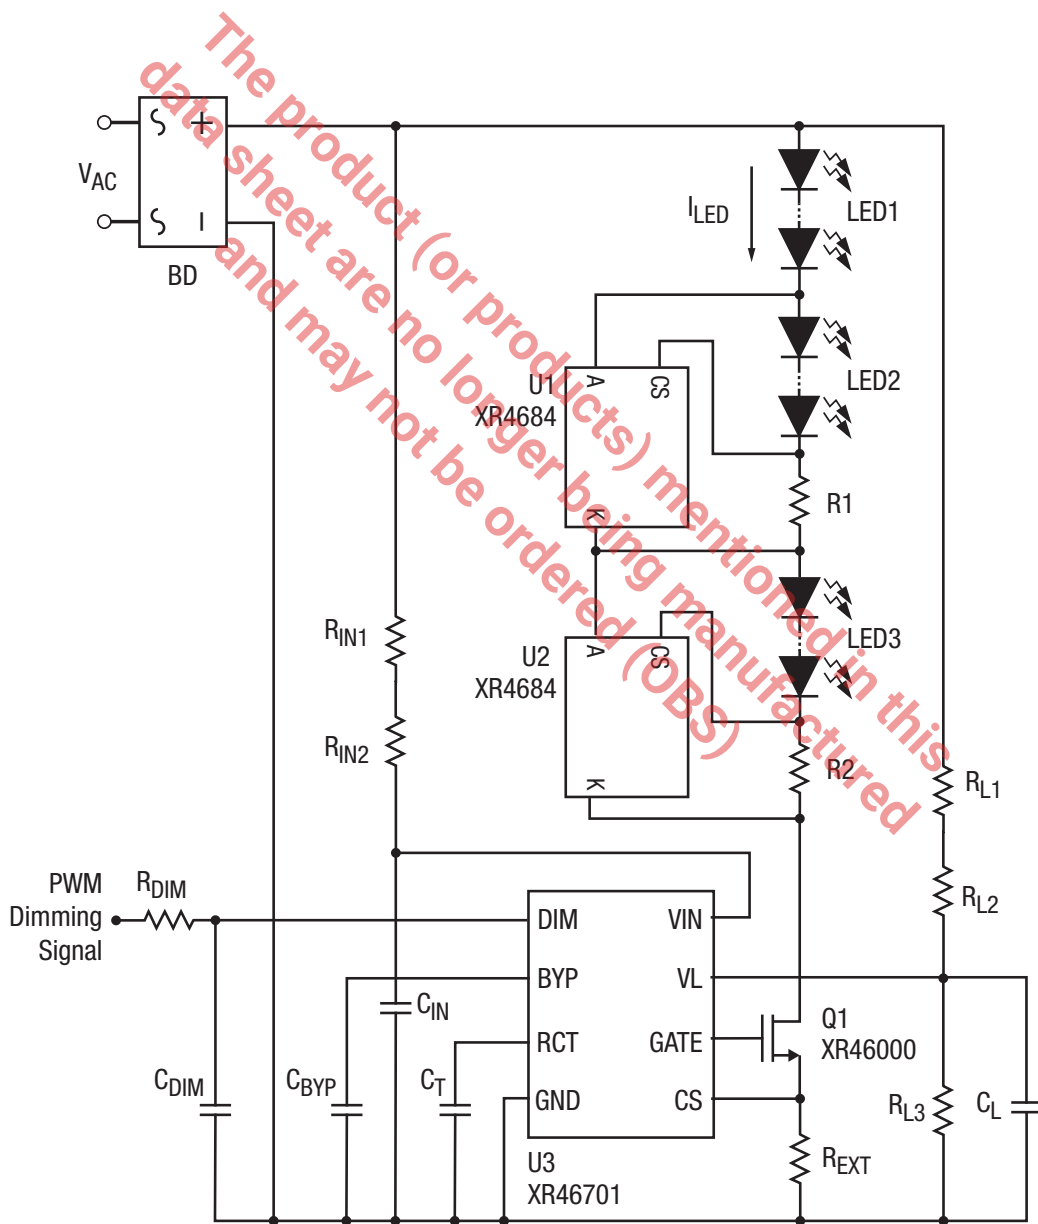 The product (or products) mentioned in this
data sheet are no longer being manufactured
and may not be ordered (OBS)
VAC
BD
ILED
LED1
LED2
U1
XR4684
A
CS
K
R1
LED3
U2
XR4684
A
CS
K
R2
RIN1
RIN2
RL1
RL2
PWM
Dimming
Signal
RDIM
DIM
BYP
RCT
GND
VIN
VL
GATE
CS
CIN
CDIM
CBYP
CT
Q1
XR46000
RL3
CL
REXT
U3
XR46701